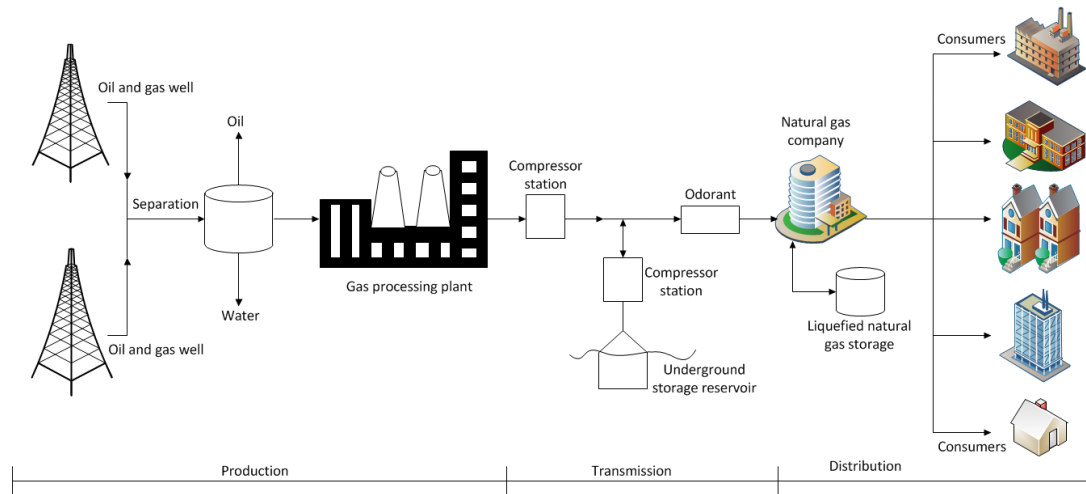 Consumers
Oil and gas well
Oil
Natural gas
company
Compressor
station
Separation
Odorant
Compressor
station
Gas processing plant
Water
Liquefied natural
gas storage
Oil and gas well
Underground
storage reservoir
Consumers
Production
Transmission
Distribution